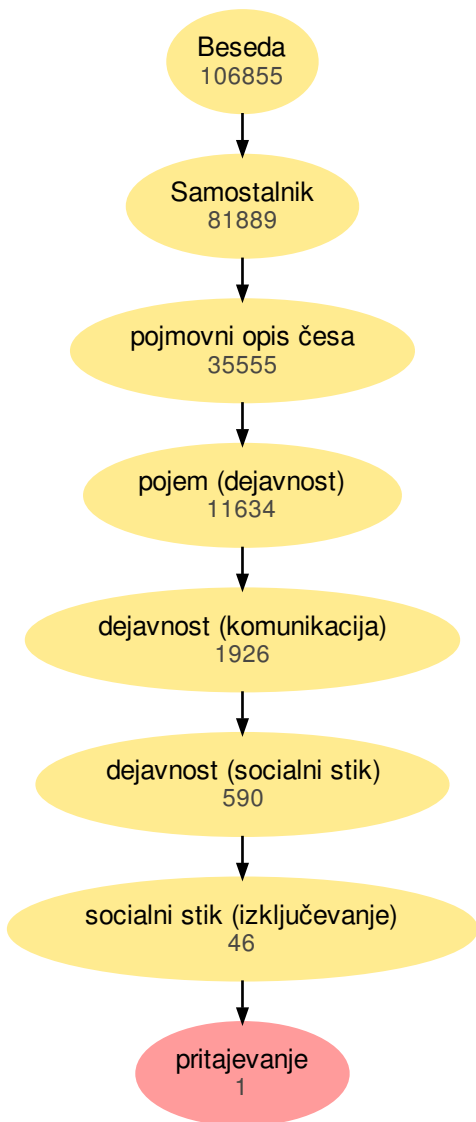 Beseda
106855
Samostalnik
81889
pojmovni opis česa
35555
pojem (dejavnost)
11634
dejavnost (komunikacija)
1926
dejavnost (socialni stik)
590
socialni stik (izključevanje)
46
pritajevanje
1